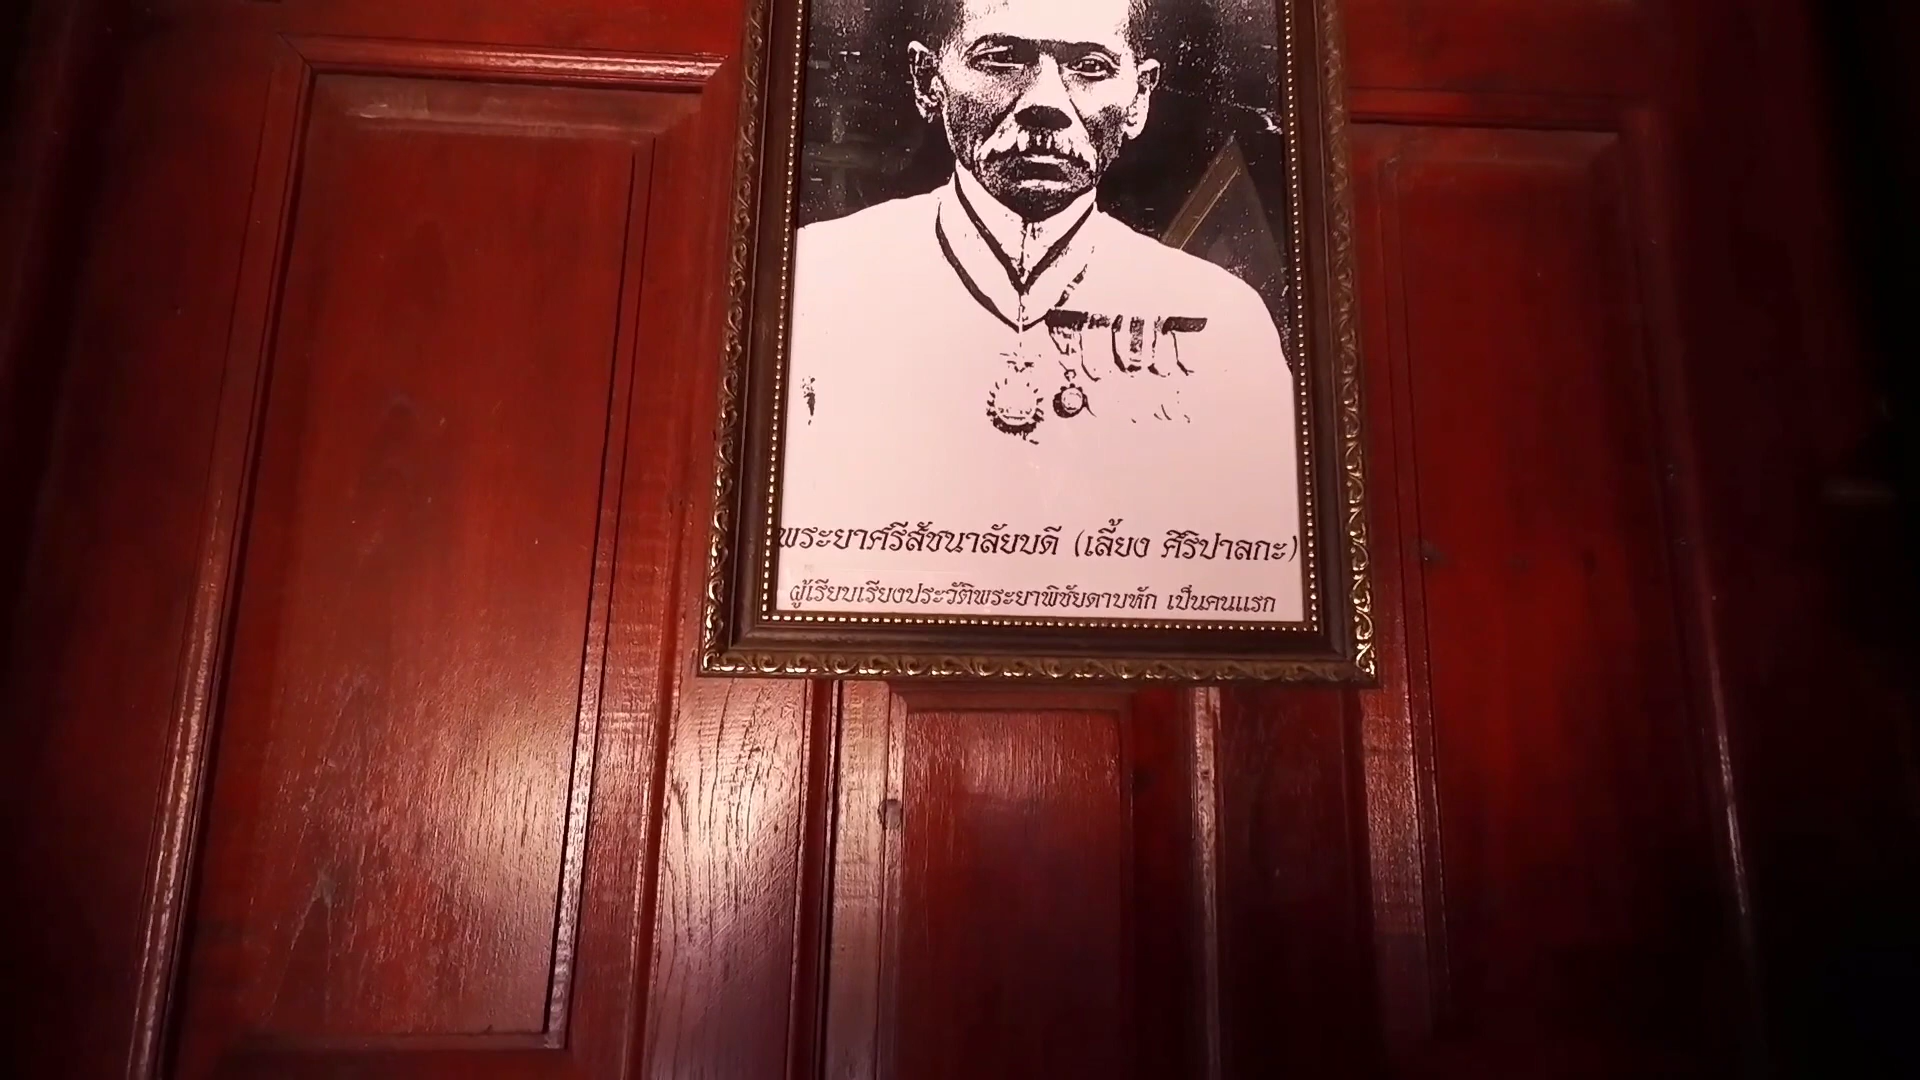 พระยาศรีสัชนาลัยบดี (เลี้ยง ศิริปาลกะ)
ผู้เรียบเรียงประวัติพระยาพิชัยดาบหัก เป็นคนแรก